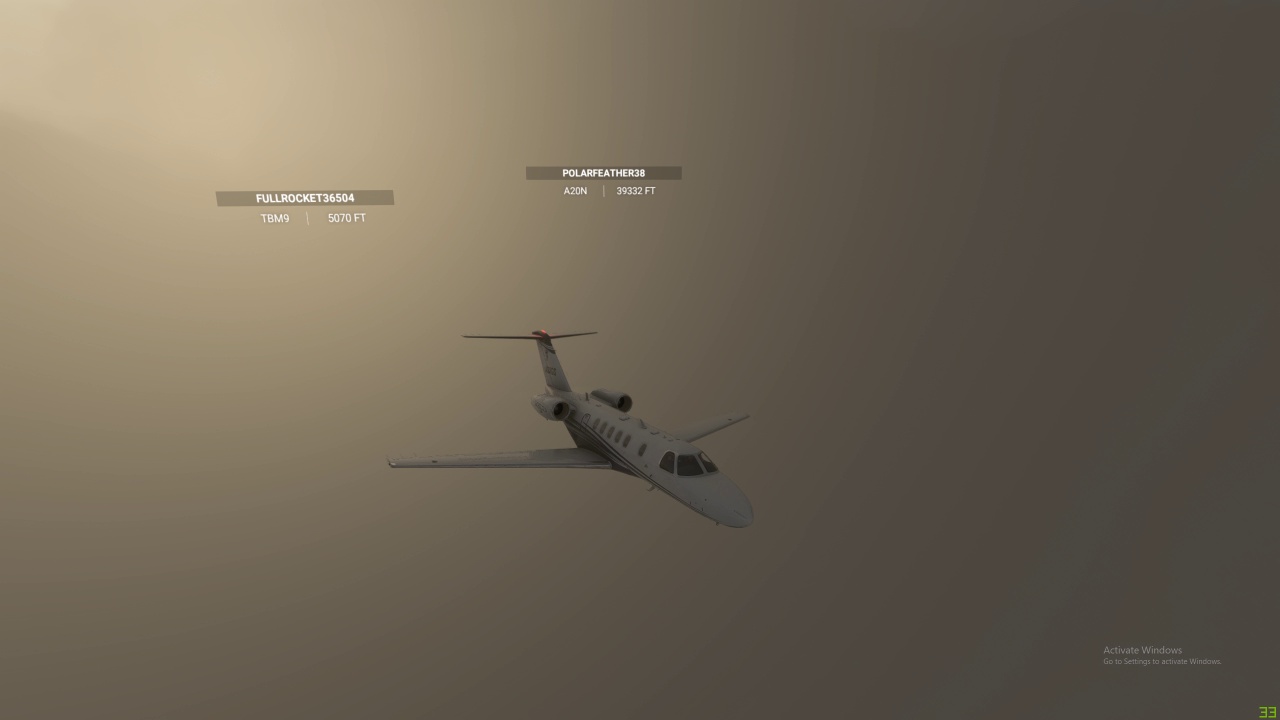 POLARFEATHER38
A20N | 39332 FT
FULLROCKET36504
TBM9 | 5070 FT
Activate Windows
Go to Settings to activate Windows.
33